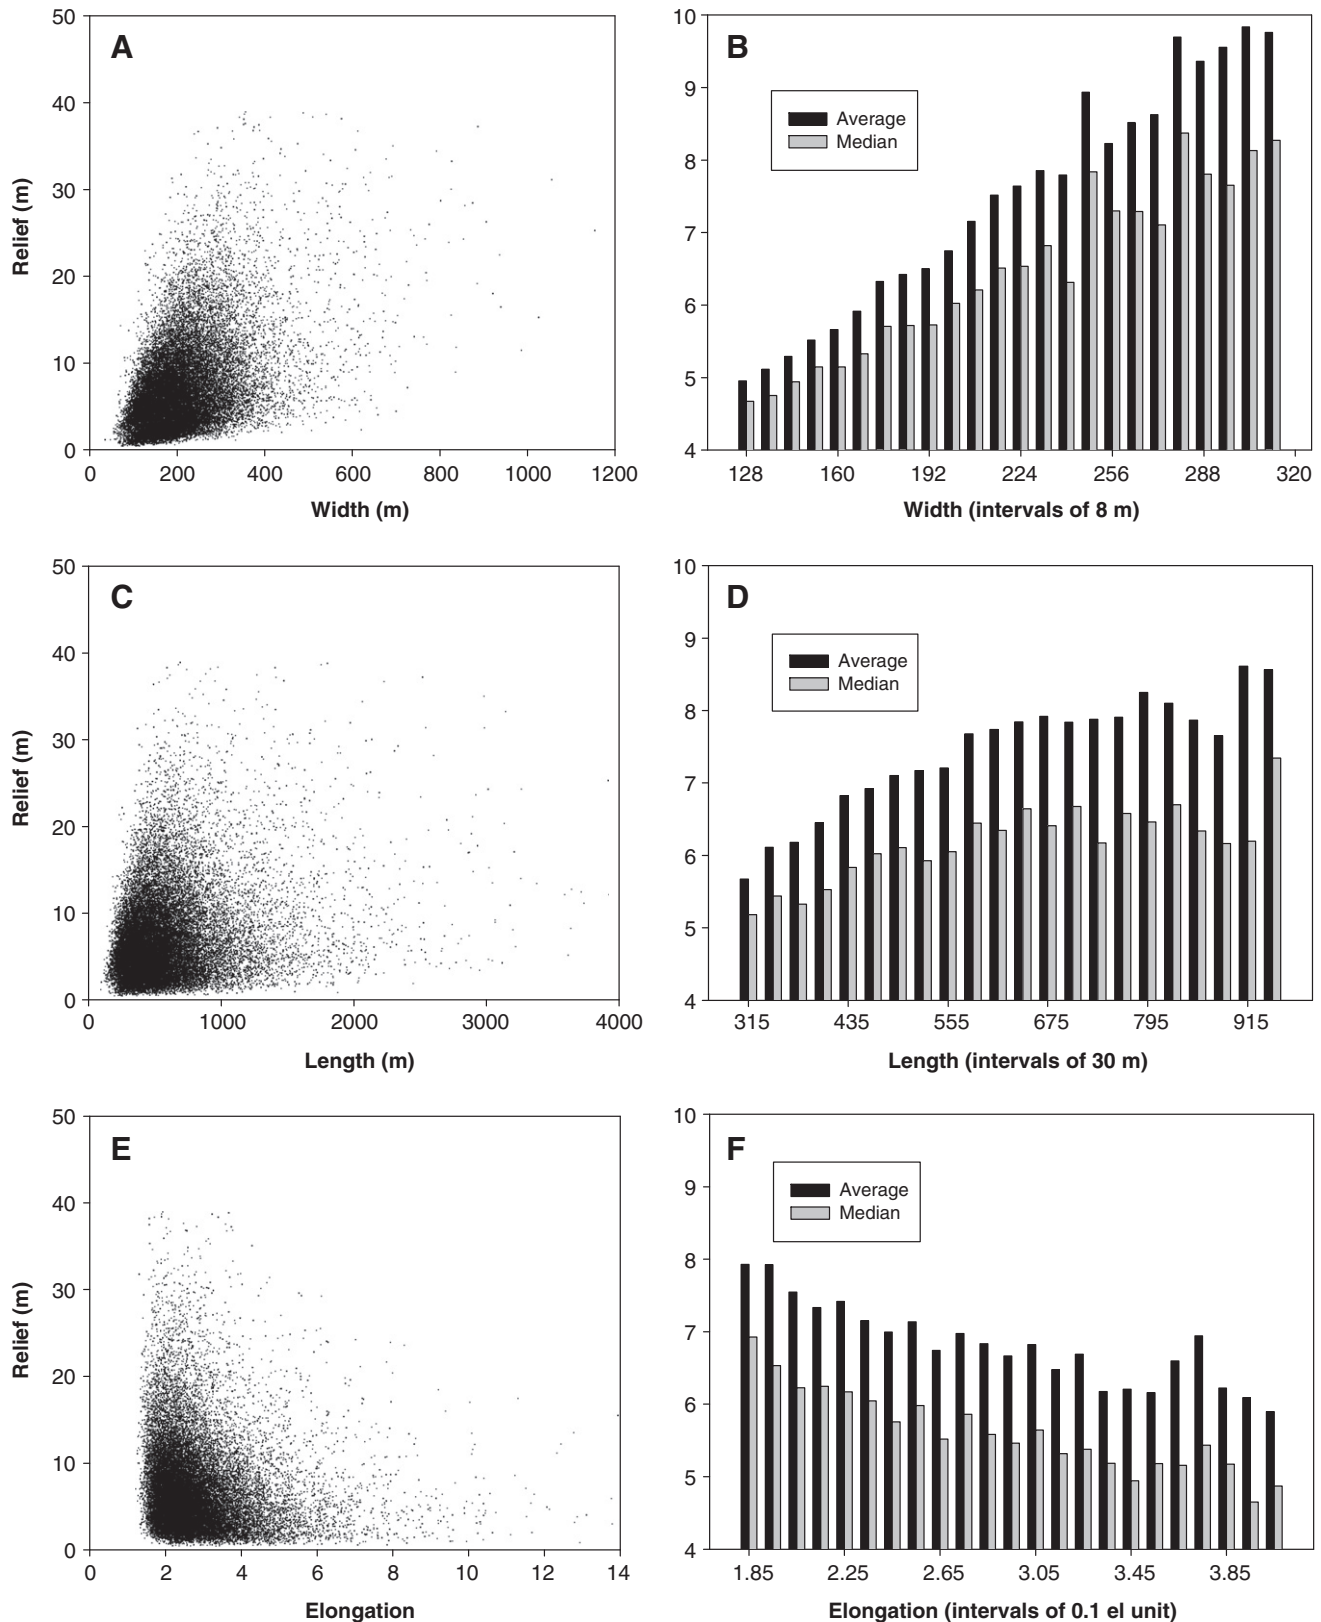 A
50
40
30
20
10
0
Relief (m)
0 200 400 600 800 1000 1200
Width (m)
B
10
9
8
7
6
5
4
Average
Median
128 160 192 224 256 288 320
Width (intervals of 8 m)
C
50
40
30
20
10
0
Relief (m)
0 1000 2000 3000 4000
Length (m)
D
10
9
8
7
6
5
4
Average
Median
315 435 555 675 795 915
Length (intervals of 30 m)
E
50
40
30
20
10
0
Relief (m)
0 2 4 6 8 10 12 14
Elongation
F
10
9
8
7
6
5
4
Average
Median
1.85 2.25 2.65 3.05 3.45 3.85
Elongation (intervals of 0.1 el unit)